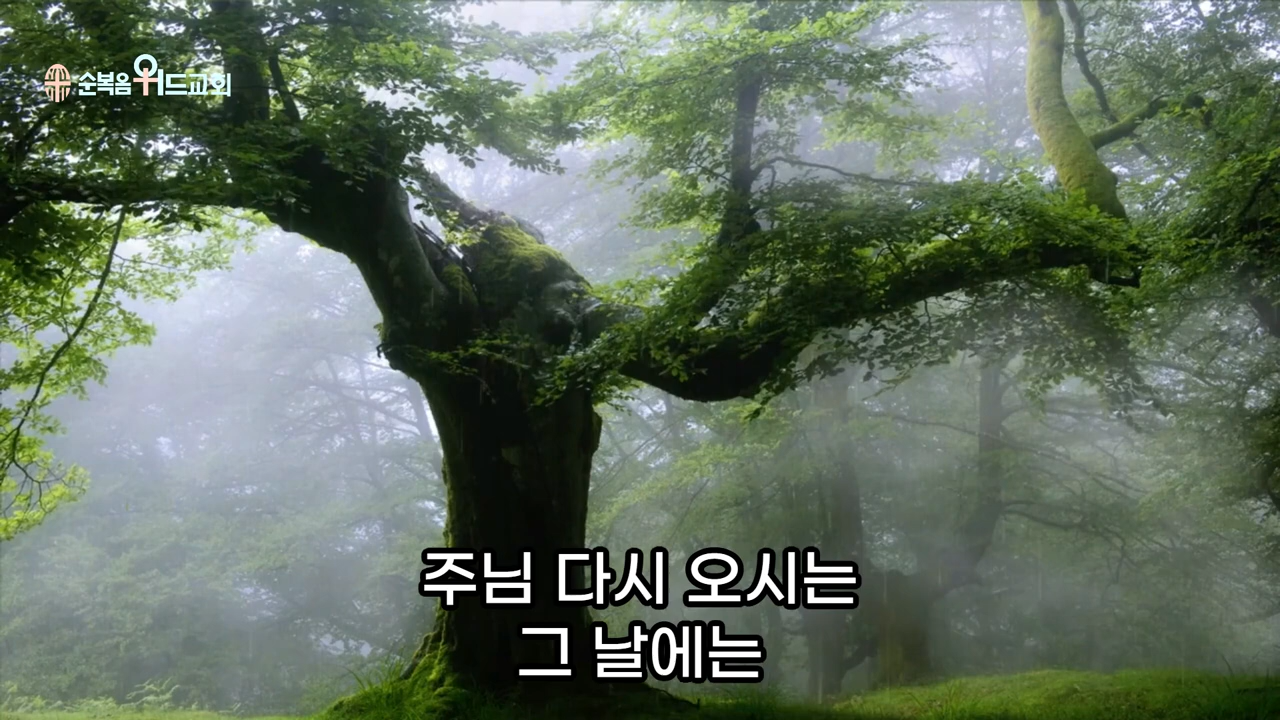 순복음위드교회
주님 다시 오시는
그 날에는